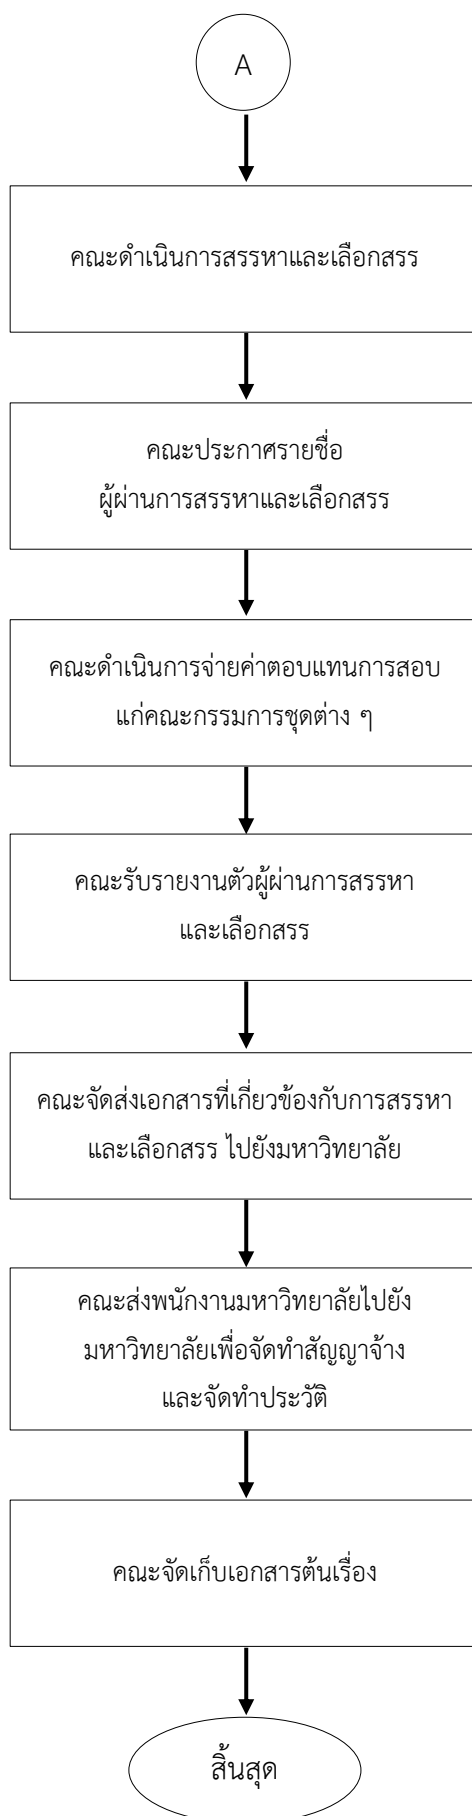 A
คณะดำเนินการสรรหาและเลือกสรร
คณะประกาศรายชื่อ
ผู้ผ่านการสรรหาและเลือกสรร
คณะดำเนินการจ่ายค่าตอบแทนการสอบ
แก่คณะกรรมการชุดต่าง ๆ
คณะรับรายงานตัวผู้ผ่านการสรรหา
และเลือกสรร
คณะจัดส่งเอกสารที่เกี่ยวข้องกับการสรรหา
และเลือกสรร ไปยังมหาวิทยาลัย
คณะส่งพนักงานมหาวิทยาลัยไปยัง
มหาวิทยาลัยเพื่อจัดทำสัญญาจ้าง
และจัดทำประวัติ
คณะจัดเก็บเอกสารต้นเรื่อง
สิ้นสุด